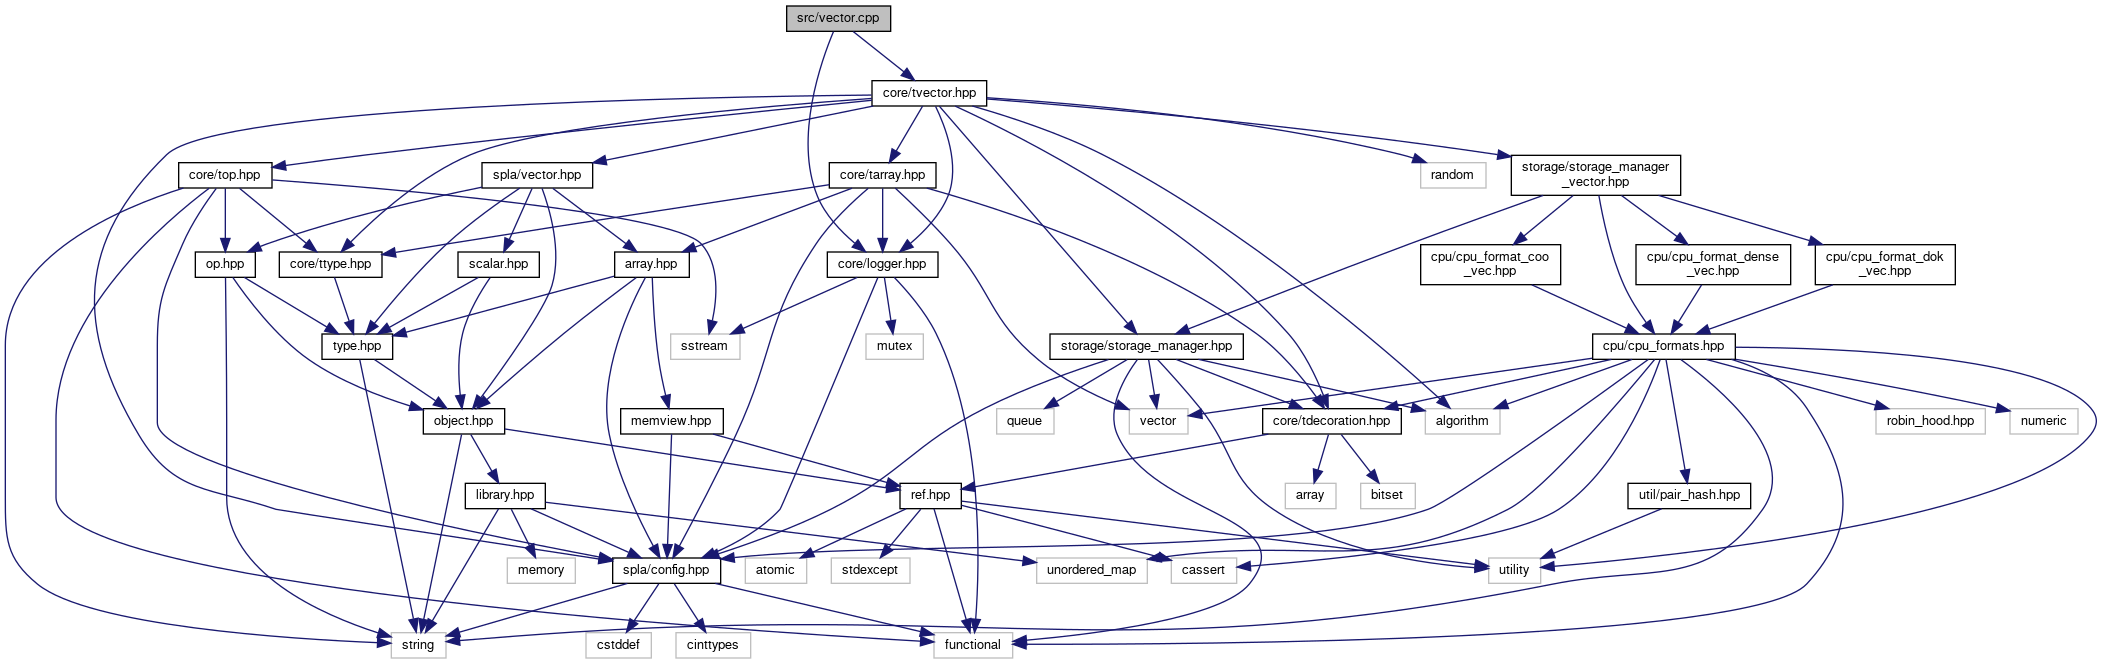 src/vector.cpp
core/tvector.hpp
core/top.hpp
spla/vector.hpp
core/tarray.hpp
random
storage/storage_manager
_vector.hpp
op.hpp
core/ttype.hpp
scalar.hpp
array.hpp
core/logger.hpp
cpu/cpu_format_coo
_vec.hpp
cpu/cpu_format_dense
_vec.hpp
cpu/cpu_format_dok
_vec.hpp
type.hpp
sstream
mutex
storage/storage_manager.hpp
cpu/cpu_formats.hpp
object.hpp
memview.hpp
queue
vector
core/tdecoration.hpp
algorithm
robin_hood.hpp
numeric
library.hpp
ref.hpp
array
bitset
util/pair_hash.hpp
memory
spla/config.hpp
atomic
stdexcept
unordered_map
cassert
utility
string
cstddef
cinttypes
functional